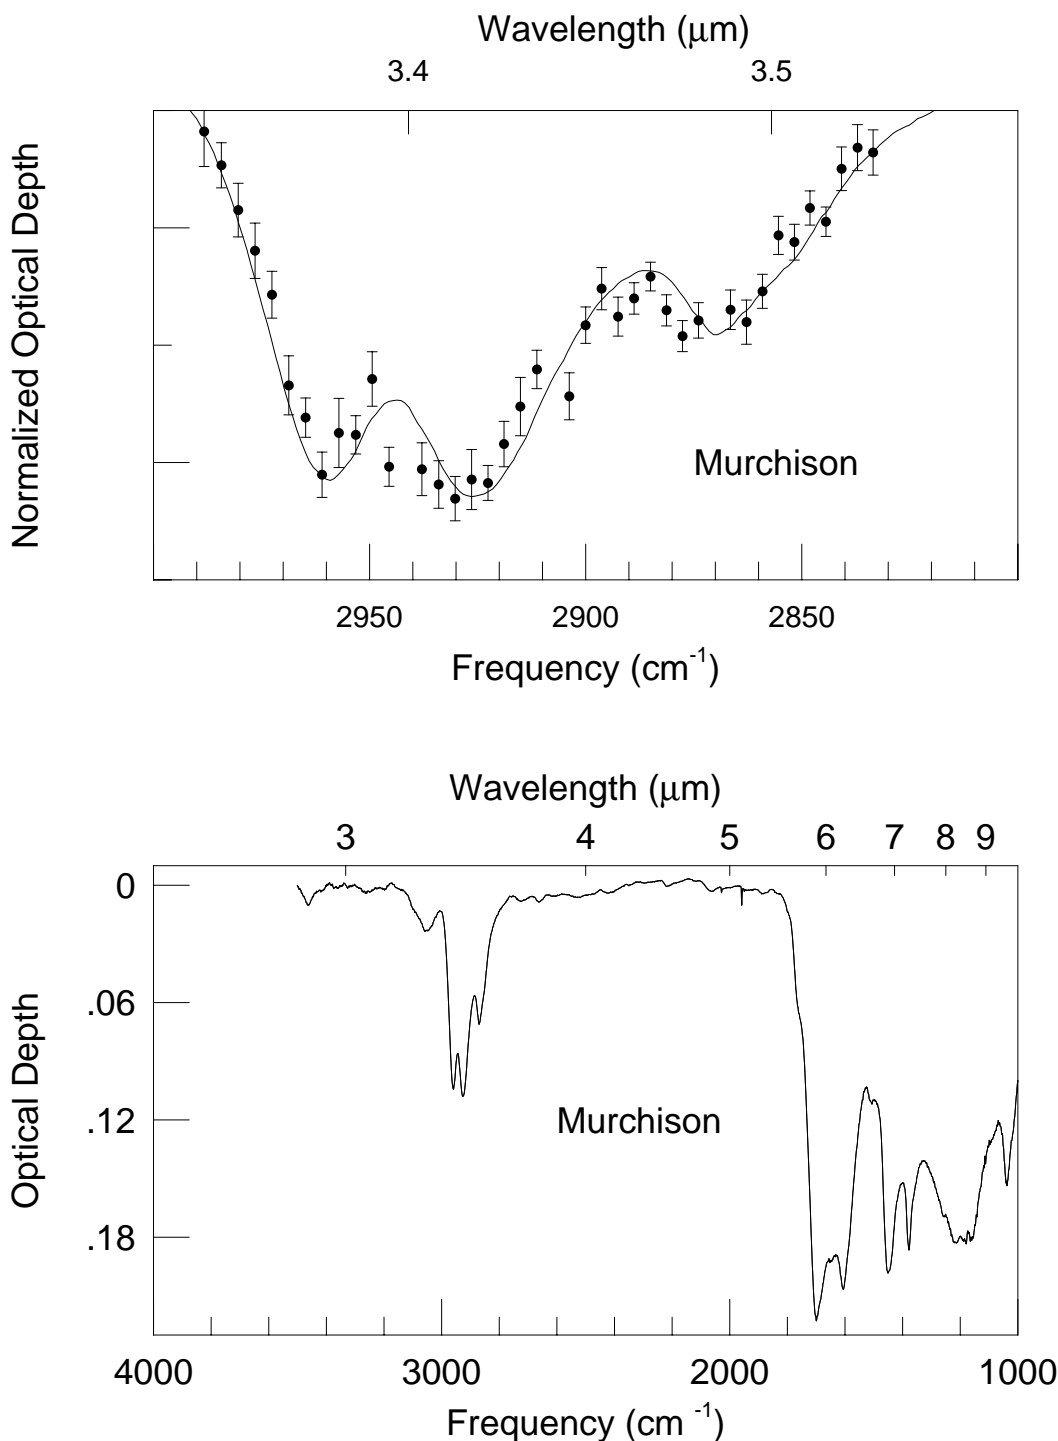 Wavelength (μm)
3.4 3.5
Normalized Optical Depth
Murchison
2950 2900 2850
Frequency (cm⁻¹)
Wavelength (μm)
3 4 5 6 7 8 9
0
.06
.12
.18
Optical Depth
Murchison
4000 3000 2000 1000
Frequency (cm ⁻¹)